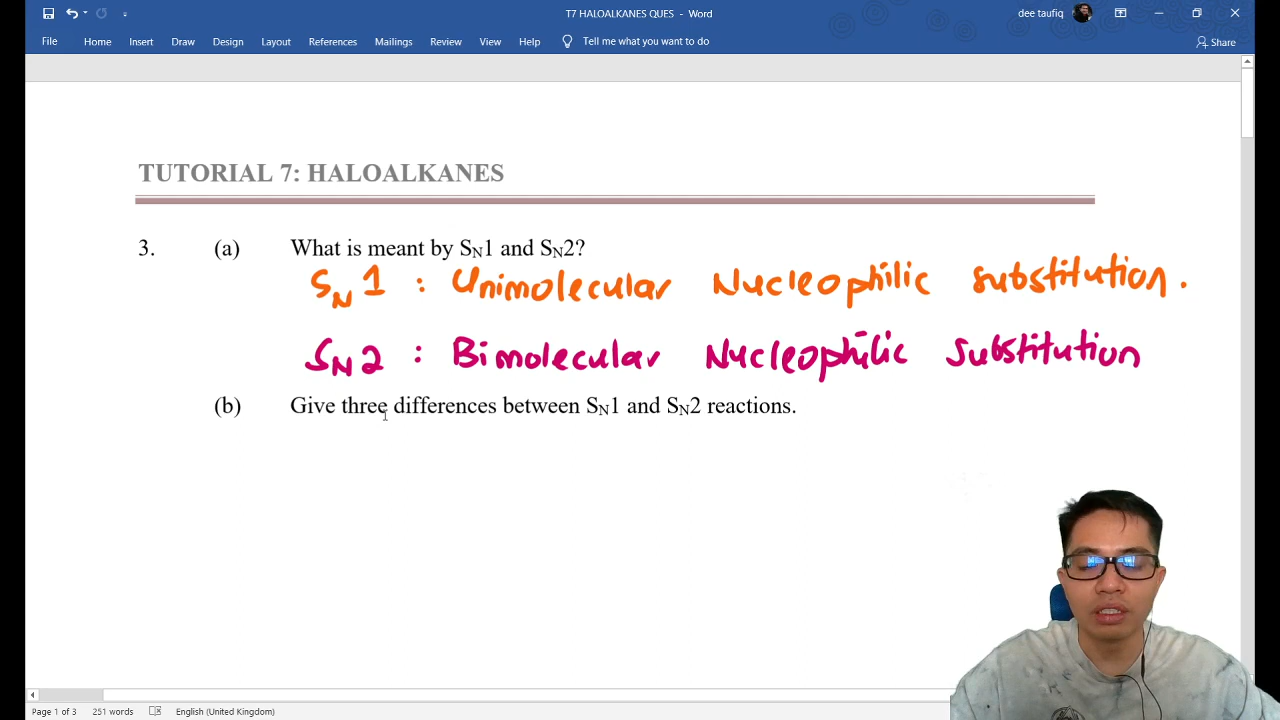 T7 HALOALKANES QUES - Word
dee taufiq
File Home Insert Draw Design Layout References Mailings Review View Help Tell me what you want to do Share
TUTORIAL 7: HALOALKANES
3. (a) What is meant by SN1 and SN2?
SN1 : Unimolecular Nucleophilic substitution.
SN2 : Bimolecular Nucleophilic Substitution
(b) Give three differences between SN1 and SN2 reactions.
Page 1 of 3 251 words English (United Kingdom)